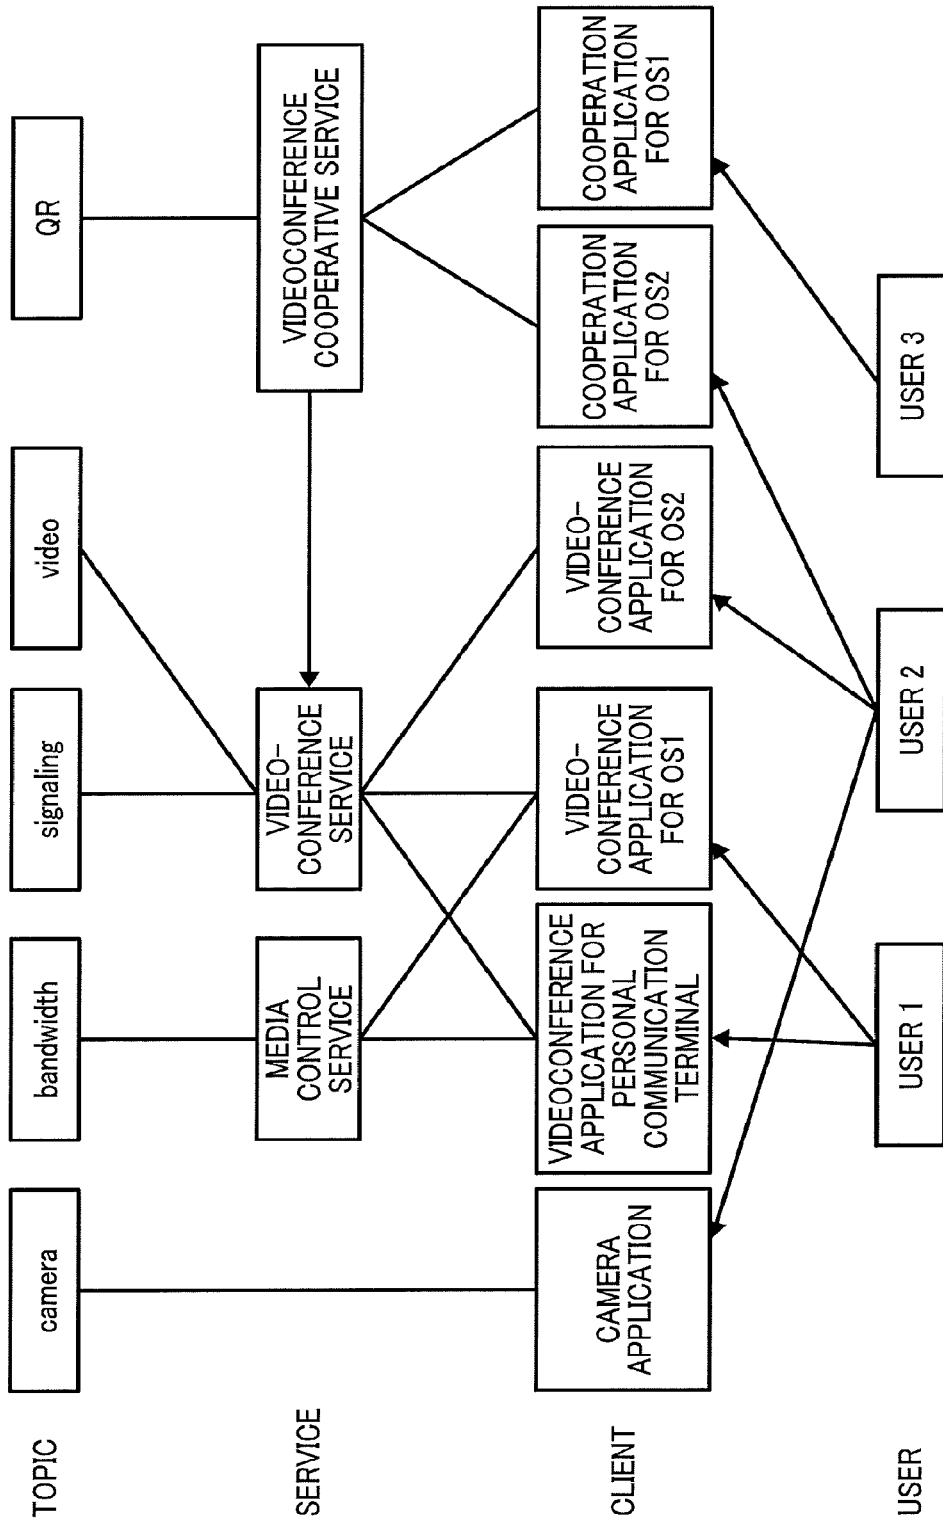 TOPIC
camera
bandwidth
signaling
video
QR
SERVICE
MEDIA
CONTROL
SERVICE
VIDEO-
CONFERENCE
SERVICE
VIDEOCONFERENCE
COOPERATIVE SERVICE
CLIENT
CAMERA
APPLICATION
VIDEOCONFERENCE
APPLICATION FOR
PERSONAL
COMMUNICATION
TERMINAL
VIDEO-
CONFERENCE
APPLICATION
FOR OS1
VIDEO-
CONFERENCE
APPLICATION
FOR OS2
COOPERATION
APPLICATION
FOR OS2
COOPERATION
APPLICATION
FOR OS1
USER
USER 1
USER 2
USER 3